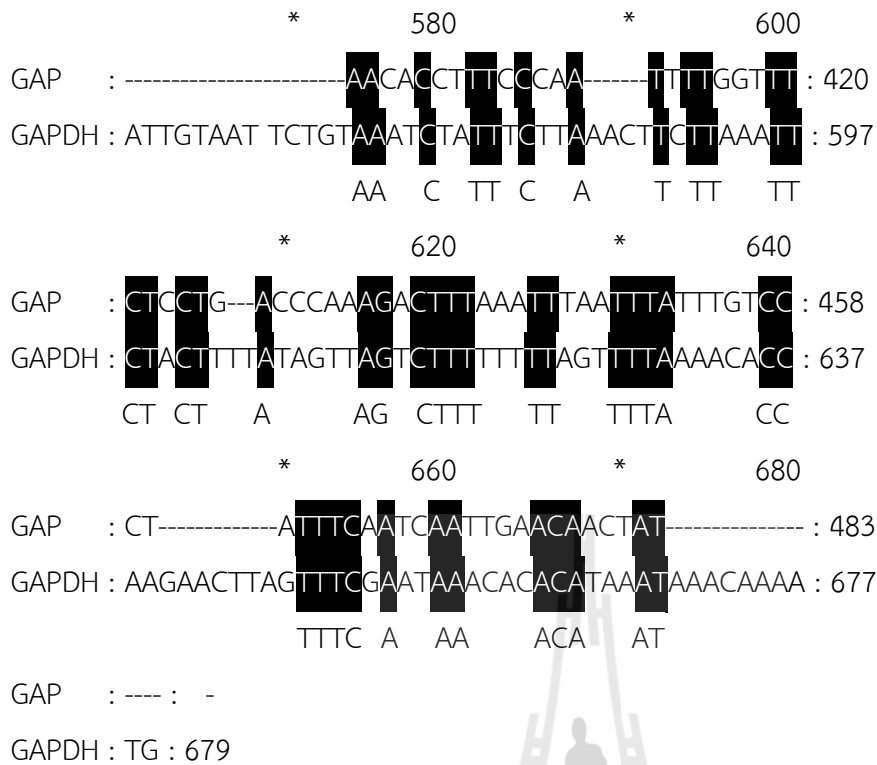 * 580 * 600
GAP : ------------------------AACACCTTTCCCAA-------TTTTGGTTT : 420
GAPDH : ATTGTAAT TCTGTAAATCTATTTCTTAAACTTCTTAAATT : 597
AA C TT C A T TT TT
* 620 * 640
GAP : CTCCTG---ACCCAAAGACTTTAAATTTAATTTATTTGTCC : 458
GAPDH : CTACTTTTATAGTTAGTCTTTTTTTTAGTTTTAAAACACC : 637
CT CT A AG CTTT TT TTTA CC
* 660 * 680
GAP : CT-------------ATTTCAATCAATTGAACAACTAT--------------- : 483
GAPDH : AAGAACTTAGTTTCGAATAAACACACATAAATAAACAAAA : 677
TTTC A AA ACA AT
GAP : ---- : -
GAPDH : TG : 679